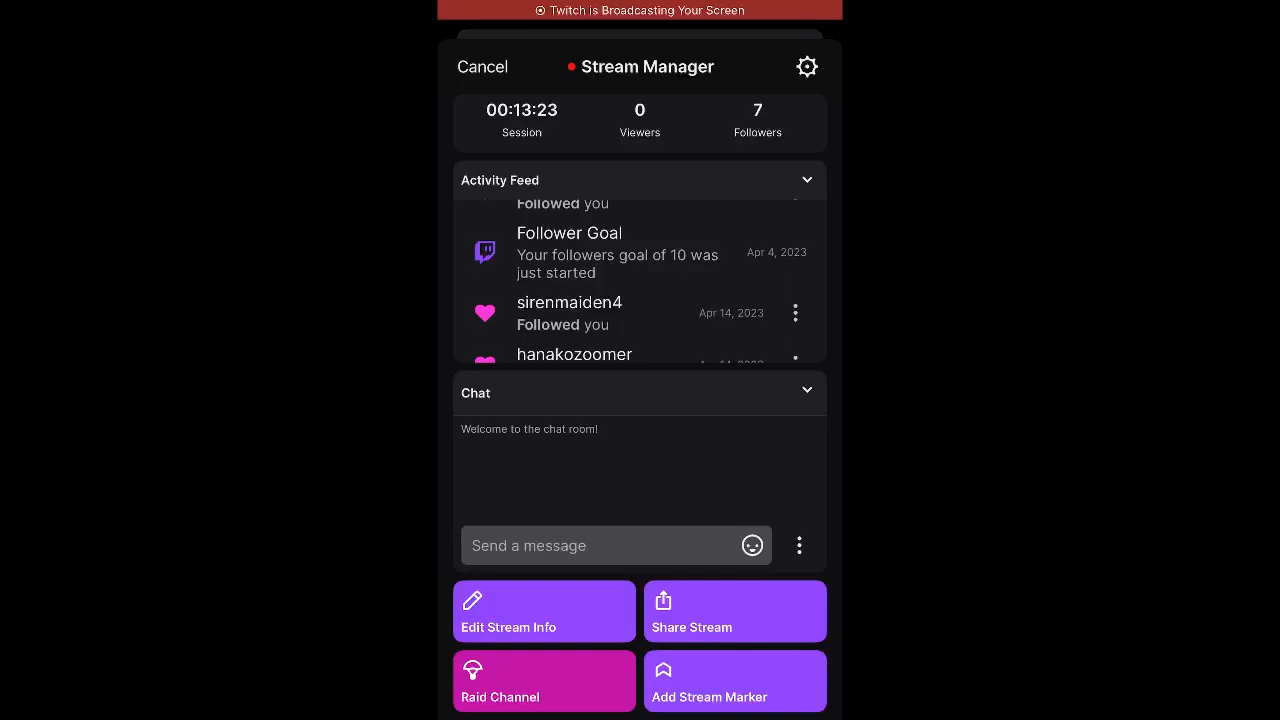 Twitch is Broadcasting Your Screen
Cancel
Stream Manager
00:13:23
0
7
Session
Viewers
Followers
Activity Feed
Followed you
Follower Goal
Your followers goal of 10 was
just started
Apr 4, 2023
sirenmaiden4
Followed you
Apr 14, 2023
hanakozoomer
Apr 14, 2023
Chat
Welcome to the chat room!
Send a message
Edit Stream Info
Share Stream
Raid Channel
Add Stream Marker